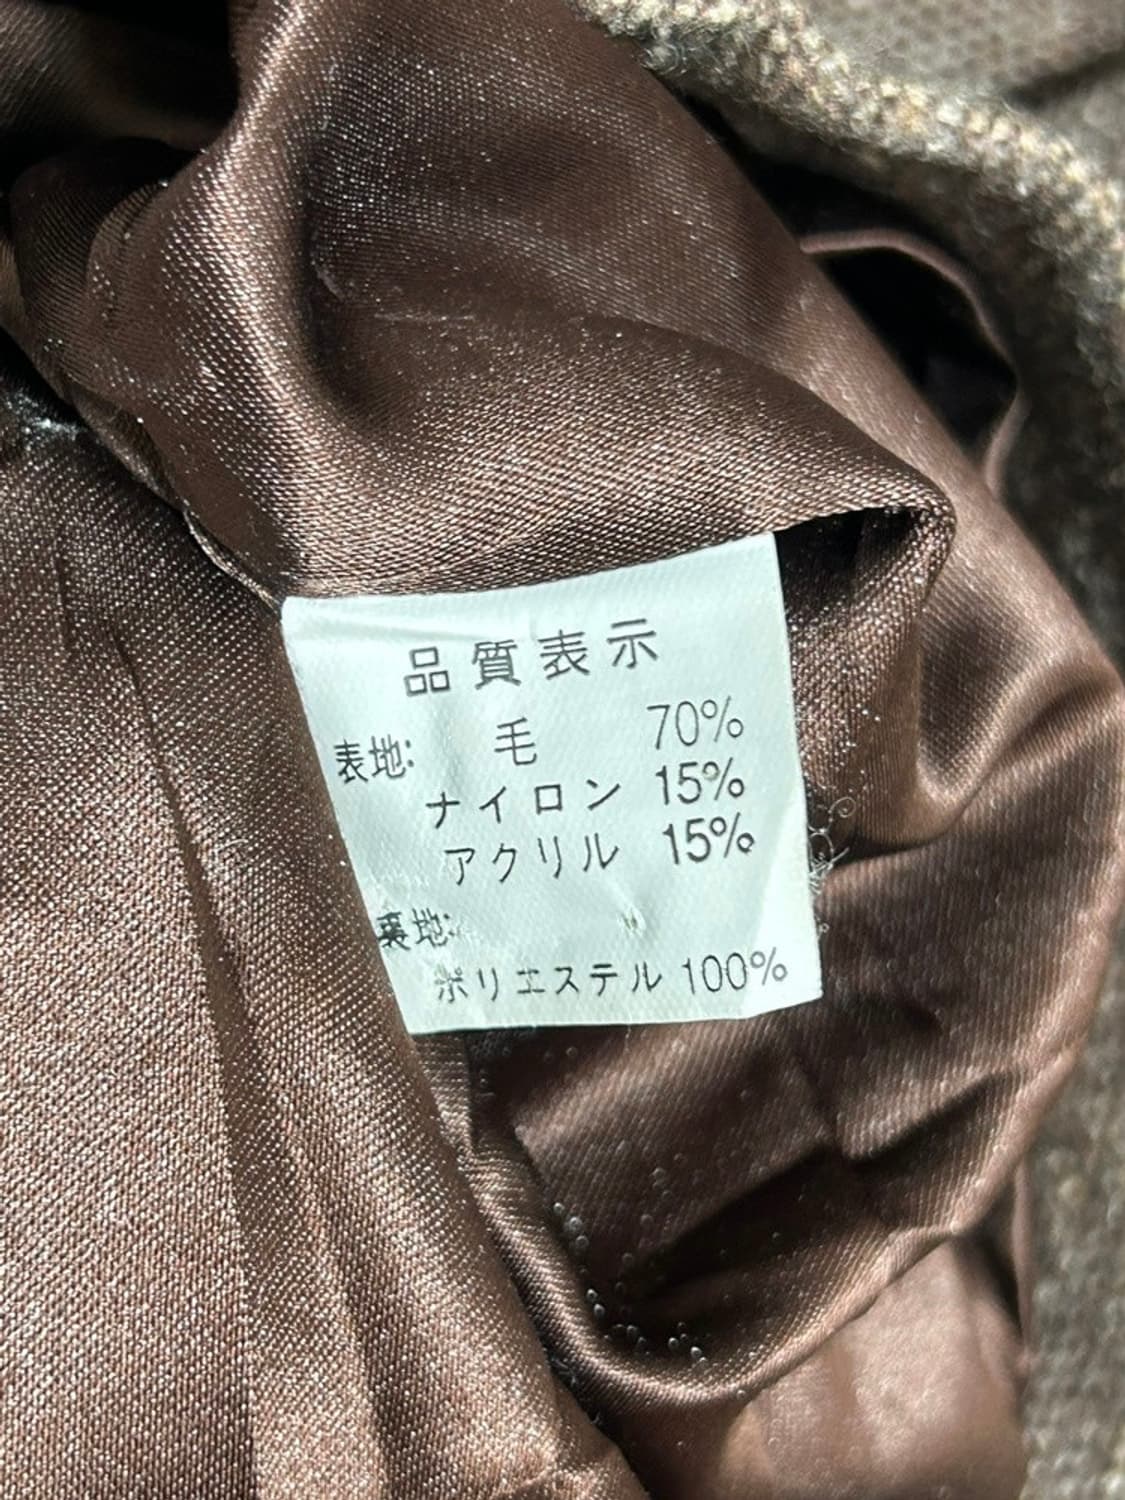 品質表示
表地: 毛 70%
ナイロン 15%
アクリル 15%
裏地:
ポリエステル 100%